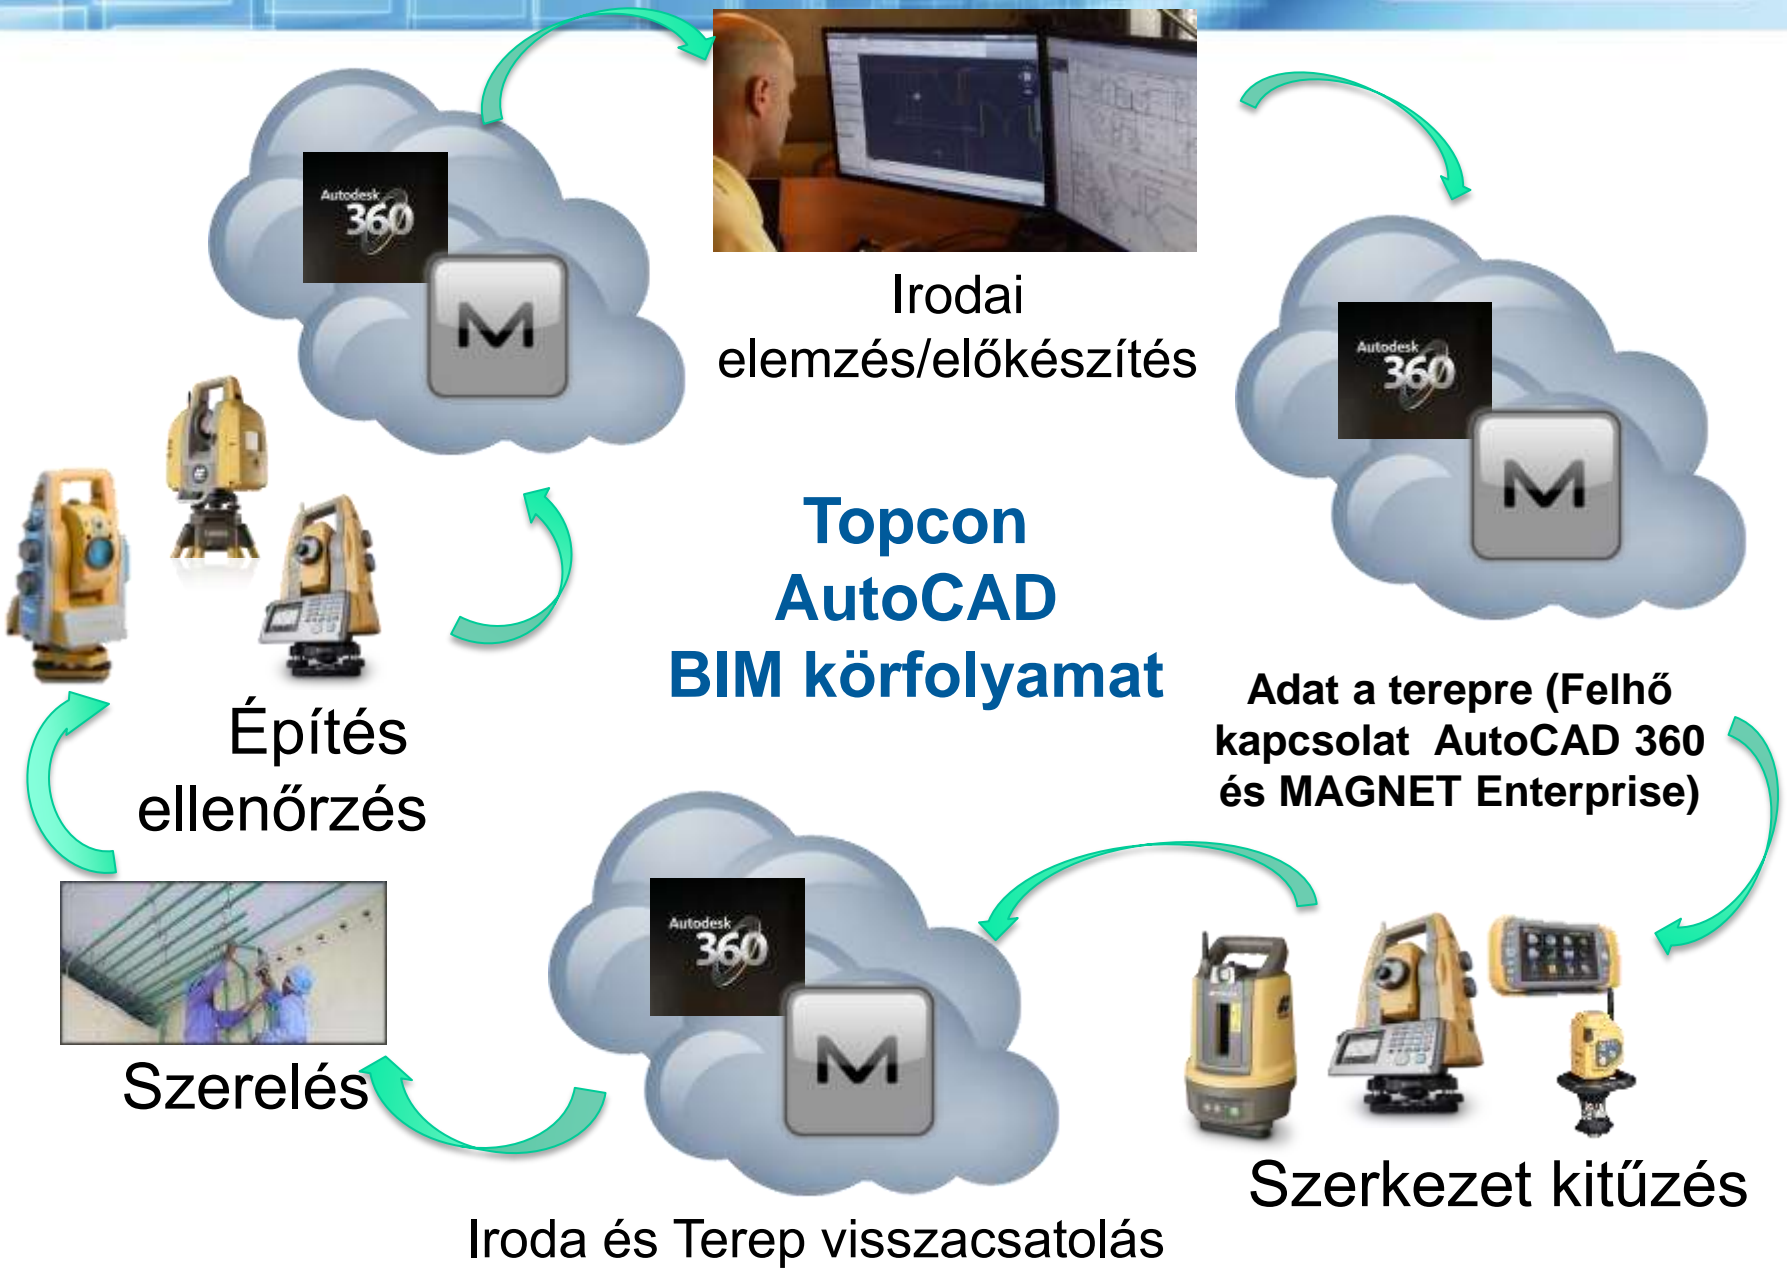 Autodesk
360
M
Irodai
elemzés/előkészítés
Autodesk
360
M
Topcon
AutoCAD
BIM körfolyamat
Adat a terepre (Felhő
kapcsolat AutoCAD 360
és MAGNET Enterprise)
Építés
ellenőrzés
Autodesk
360
M
Szerelés
Szerkezet kitűzés
Iroda és Terep visszacsatolás